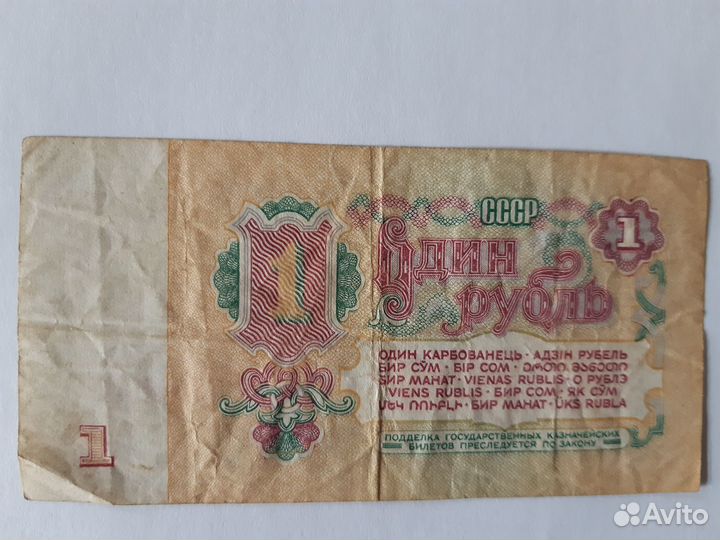 СССР
1
1
Один
рубль
ОДИН КАРБОВАНЕЦЬ · АДЗІН РУБЕЛЬ
БИР СЎМ · БІР СОМ · ᲔᲠᲗᲘ ᲛᲐᲜᲔᲗᲘ
БИР МАНАТ · VIENAS RUBLIS · О РУБЛЭ
VIENS RUBLIS · БИР СОМ · ЯК СЎМ
ՄԵԿ ՌՈՒԲԼԻ · БИР МАНАТ · ÜKS RUBLA
1
ПОДДЕЛКА ГОСУДАРСТВЕННЫХ КАЗНАЧЕЙСКИХ
БИЛЕТОВ ПРЕСЛЕДУЕТСЯ ПО ЗАКОНУ
Avito